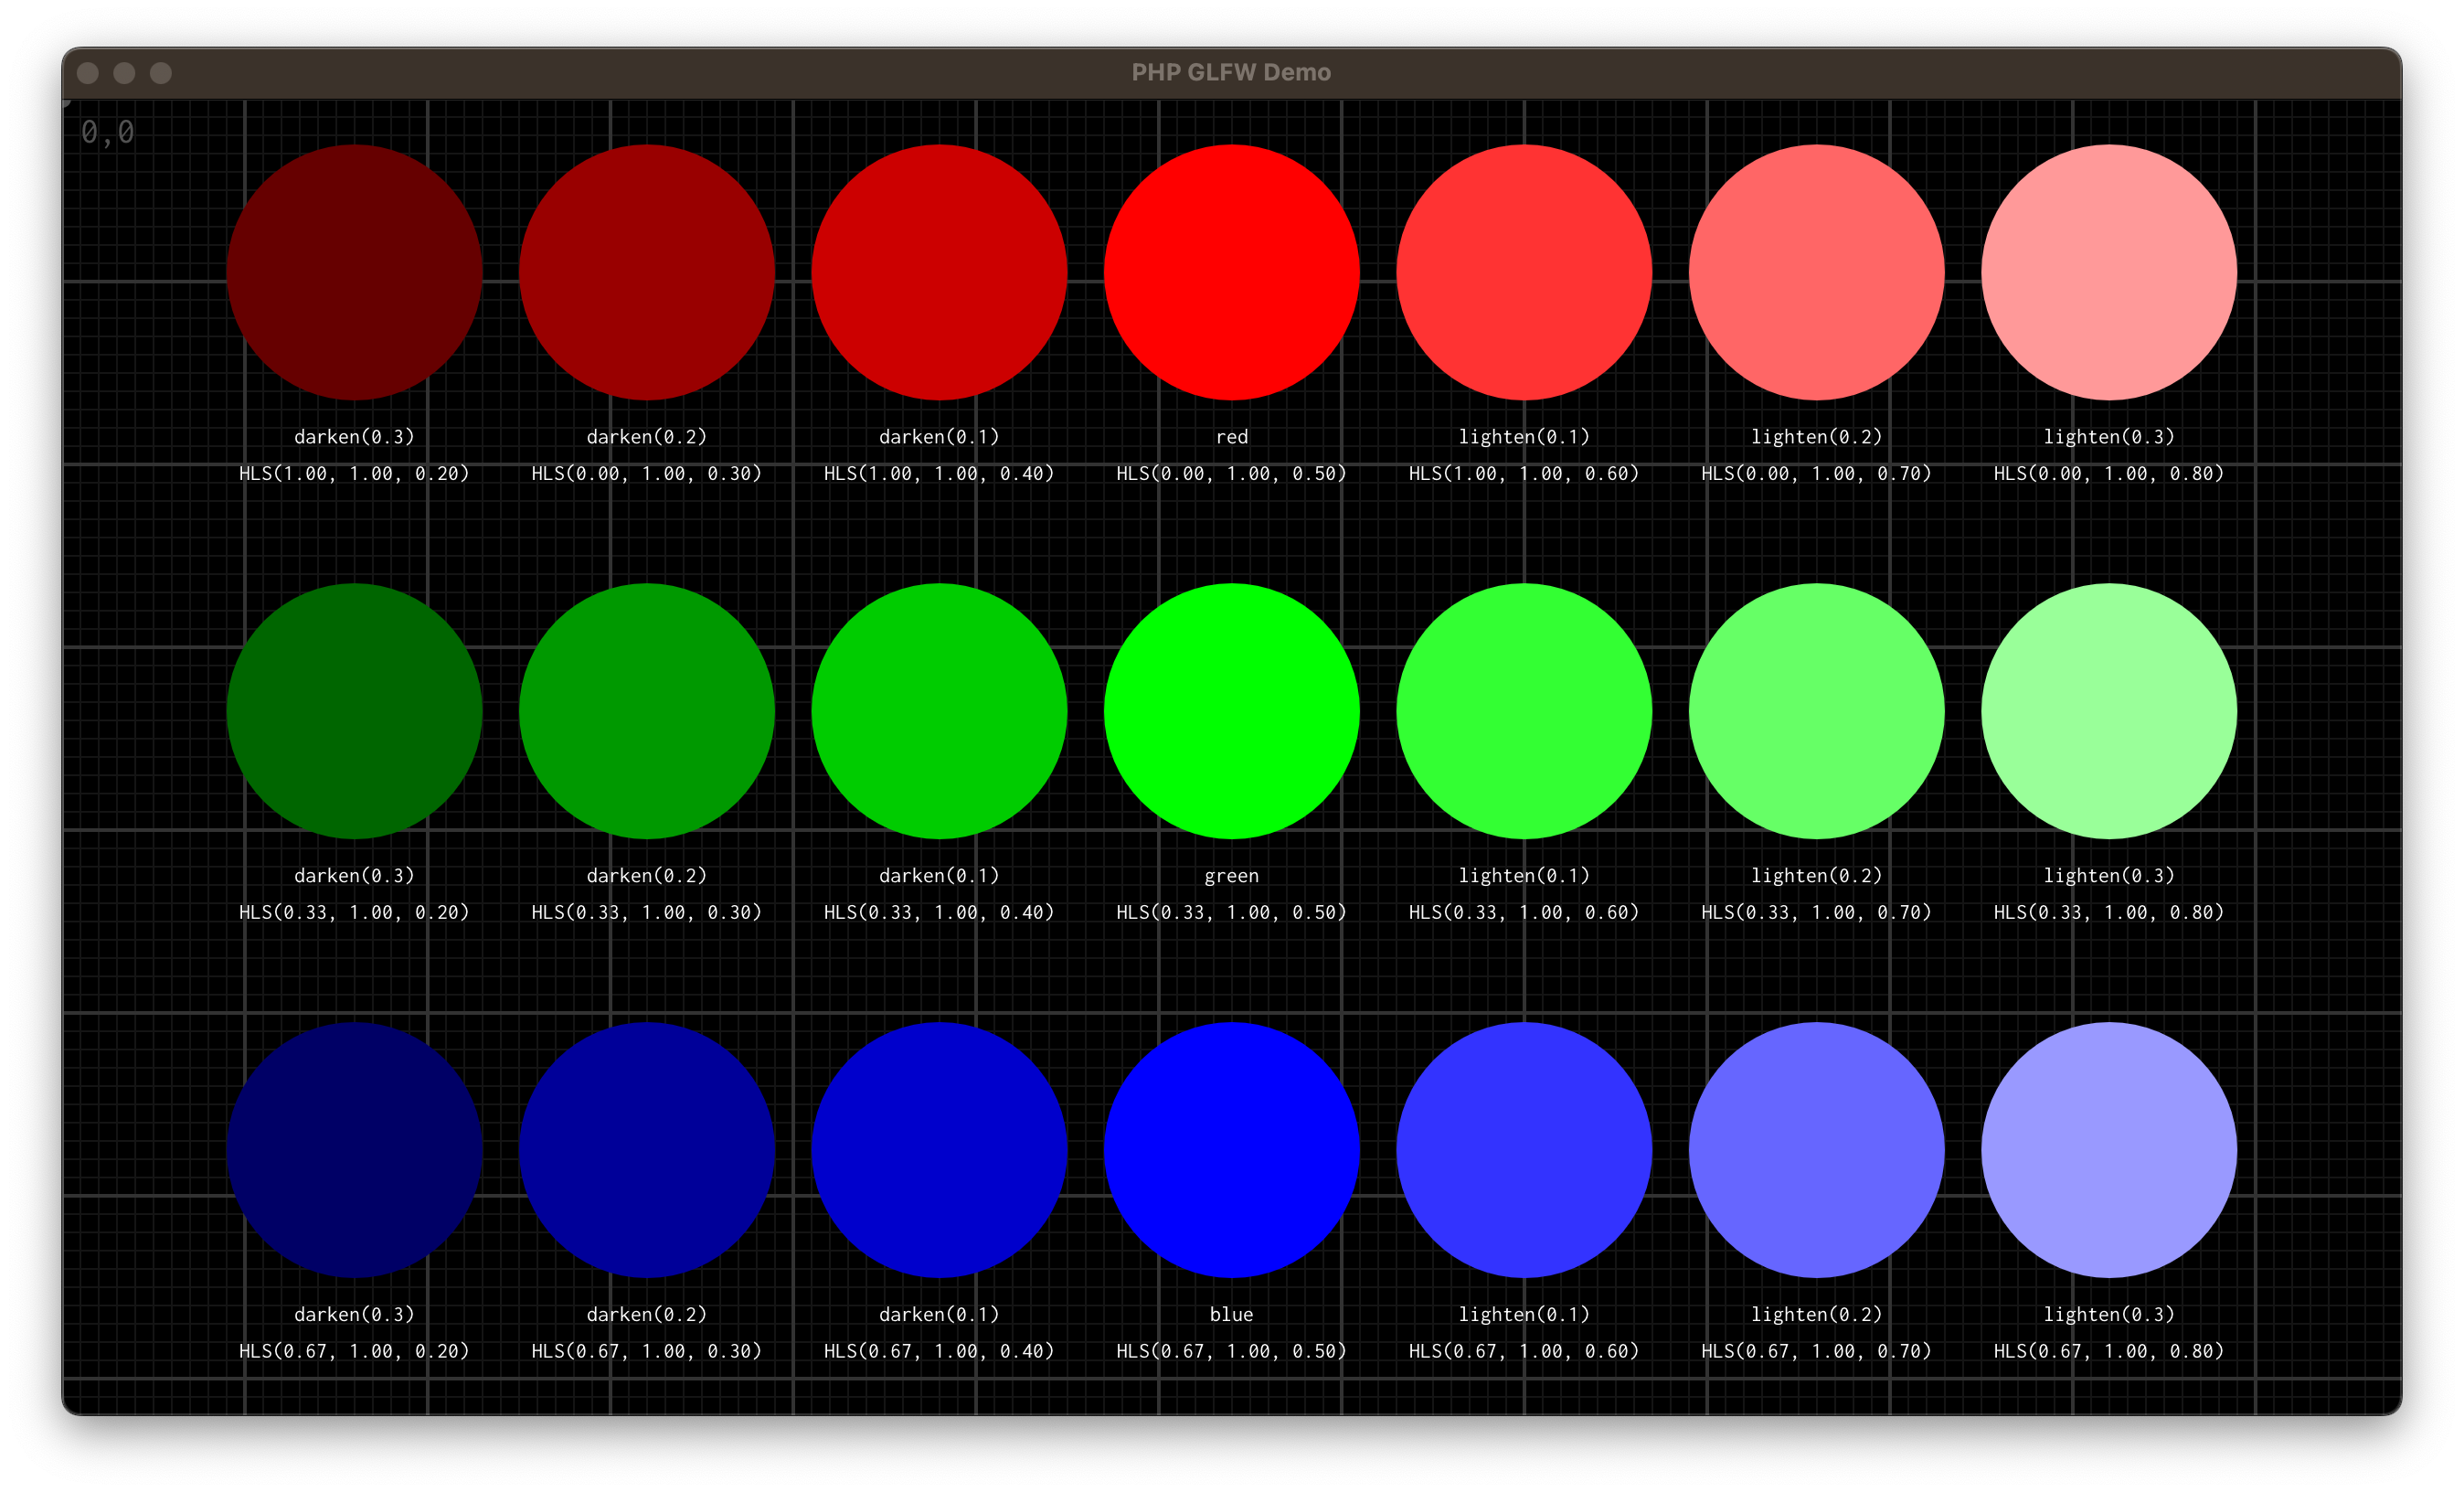 PHP GLFW Demo
0,0
darken(0.3) darken(0.2) darken(0.1) red lighten(0.1) lighten(0.2) lighten(0.3)
HLS(1.00, 1.00, 0.20) HLS(0.00, 1.00, 0.30) HLS(1.00, 1.00, 0.40) HLS(0.00, 1.00, 0.50) HLS(1.00, 1.00, 0.60) HLS(0.00, 1.00, 0.70) HLS(0.00, 1.00, 0.80)
darken(0.3) darken(0.2) darken(0.1) green lighten(0.1) lighten(0.2) lighten(0.3)
HLS(0.33, 1.00, 0.20) HLS(0.33, 1.00, 0.30) HLS(0.33, 1.00, 0.40) HLS(0.33, 1.00, 0.50) HLS(0.33, 1.00, 0.60) HLS(0.33, 1.00, 0.70) HLS(0.33, 1.00, 0.80)
darken(0.3) darken(0.2) darken(0.1) blue lighten(0.1) lighten(0.2) lighten(0.3)
HLS(0.67, 1.00, 0.20) HLS(0.67, 1.00, 0.30) HLS(0.67, 1.00, 0.40) HLS(0.67, 1.00, 0.50) HLS(0.67, 1.00, 0.60) HLS(0.67, 1.00, 0.70) HLS(0.67, 1.00, 0.80)